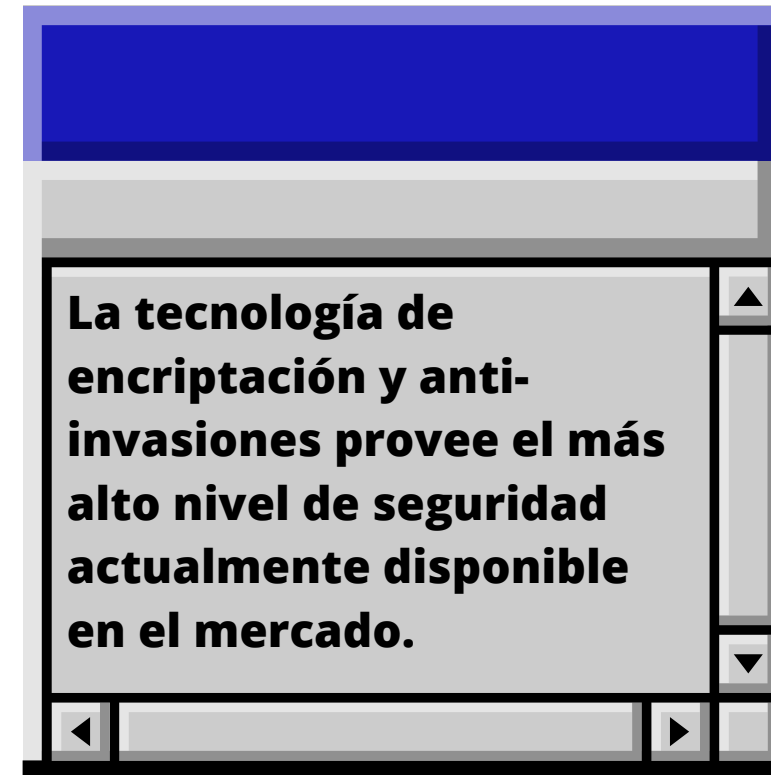 La tecnología de
encriptación y anti-
invasiones provee el más
alto nivel de seguridad
actualmente disponible
en el mercado.